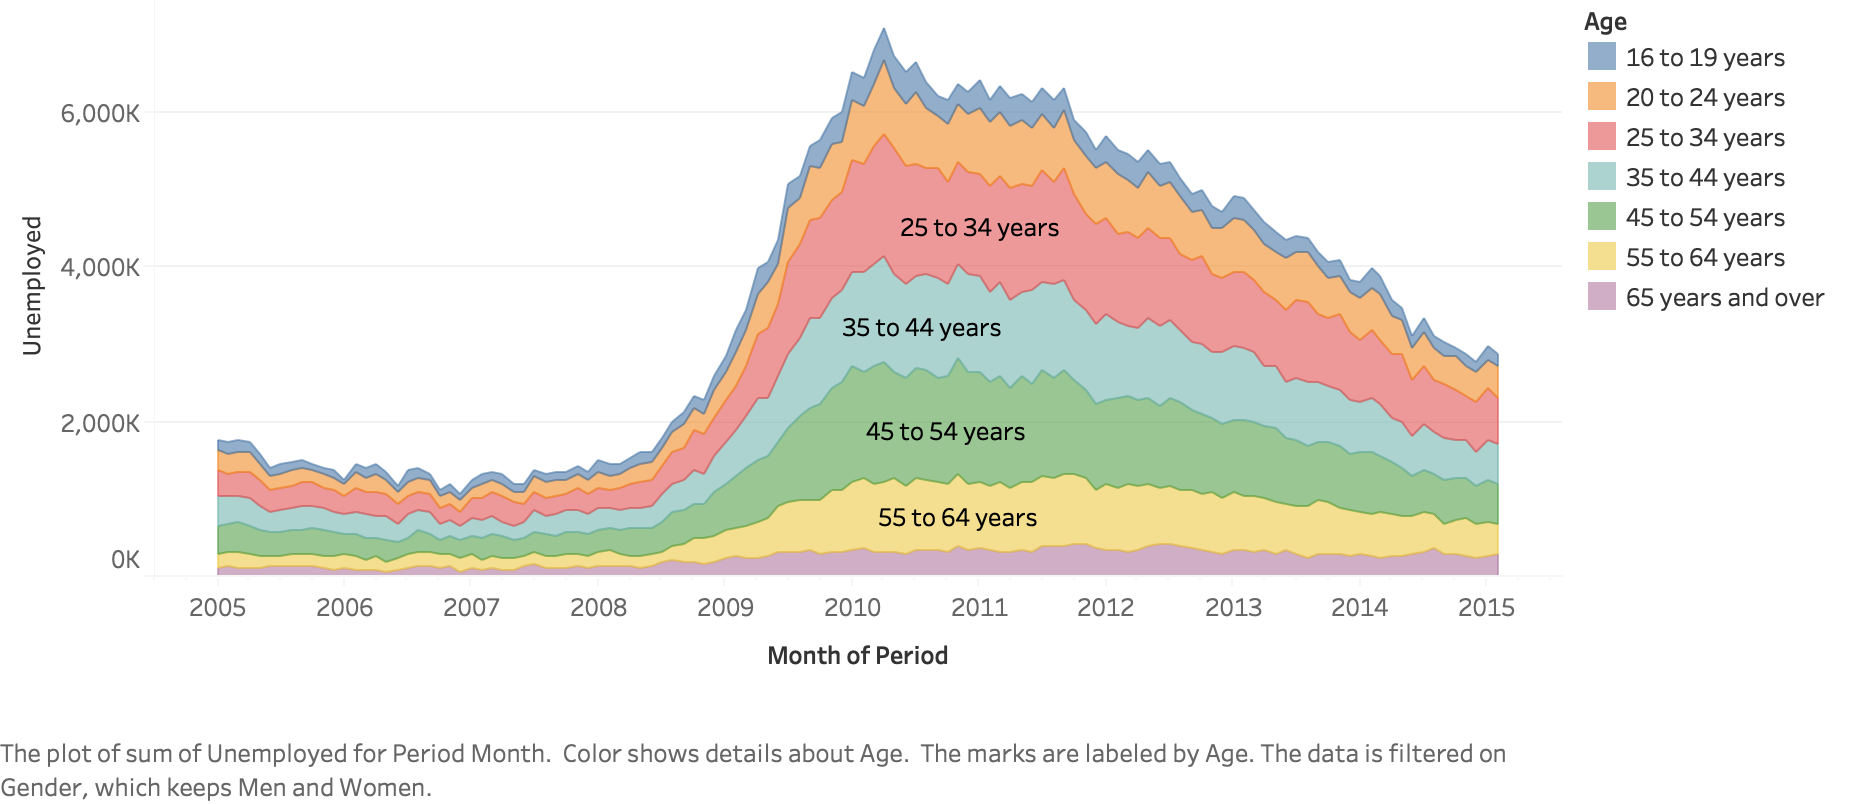 Age
16 to 19 years
20 to 24 years
25 to 34 years
35 to 44 years
45 to 54 years
55 to 64 years
65 years and over
Unemployed
6,000K
4,000K
2,000K
0K
25 to 34 years
35 to 44 years
45 to 54 years
55 to 64 years
2005 2006 2007 2008 2009 2010 2011 2012 2013 2014 2015
Month of Period
The plot of sum of Unemployed for Period Month.  Color shows details about Age.  The marks are labeled by Age. The data is filtered on
Gender, which keeps Men and Women.